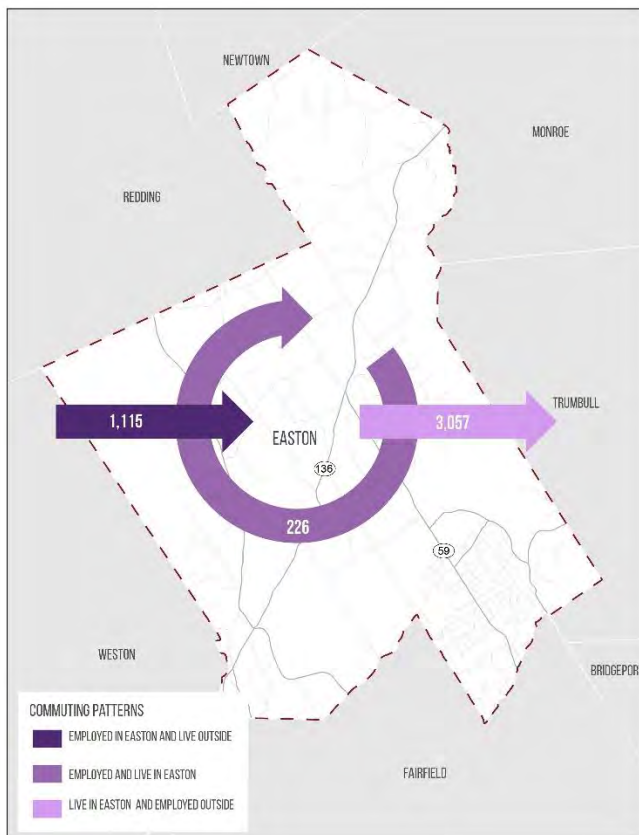 NEWTOWN
MONROE
REDDING
TRUMBULL
1,115
3,057
EASTON
136
226
59
WESTON
BRIDGEPOR
FAIRFIELD
COMMUTING PATTERNS
EMPLOYED IN EASTON AND LIVE OUTSIDE
EMPLOYED AND LIVE IN EASTON
LIVE IN EASTON AND EMPLOYED OUTSIDE